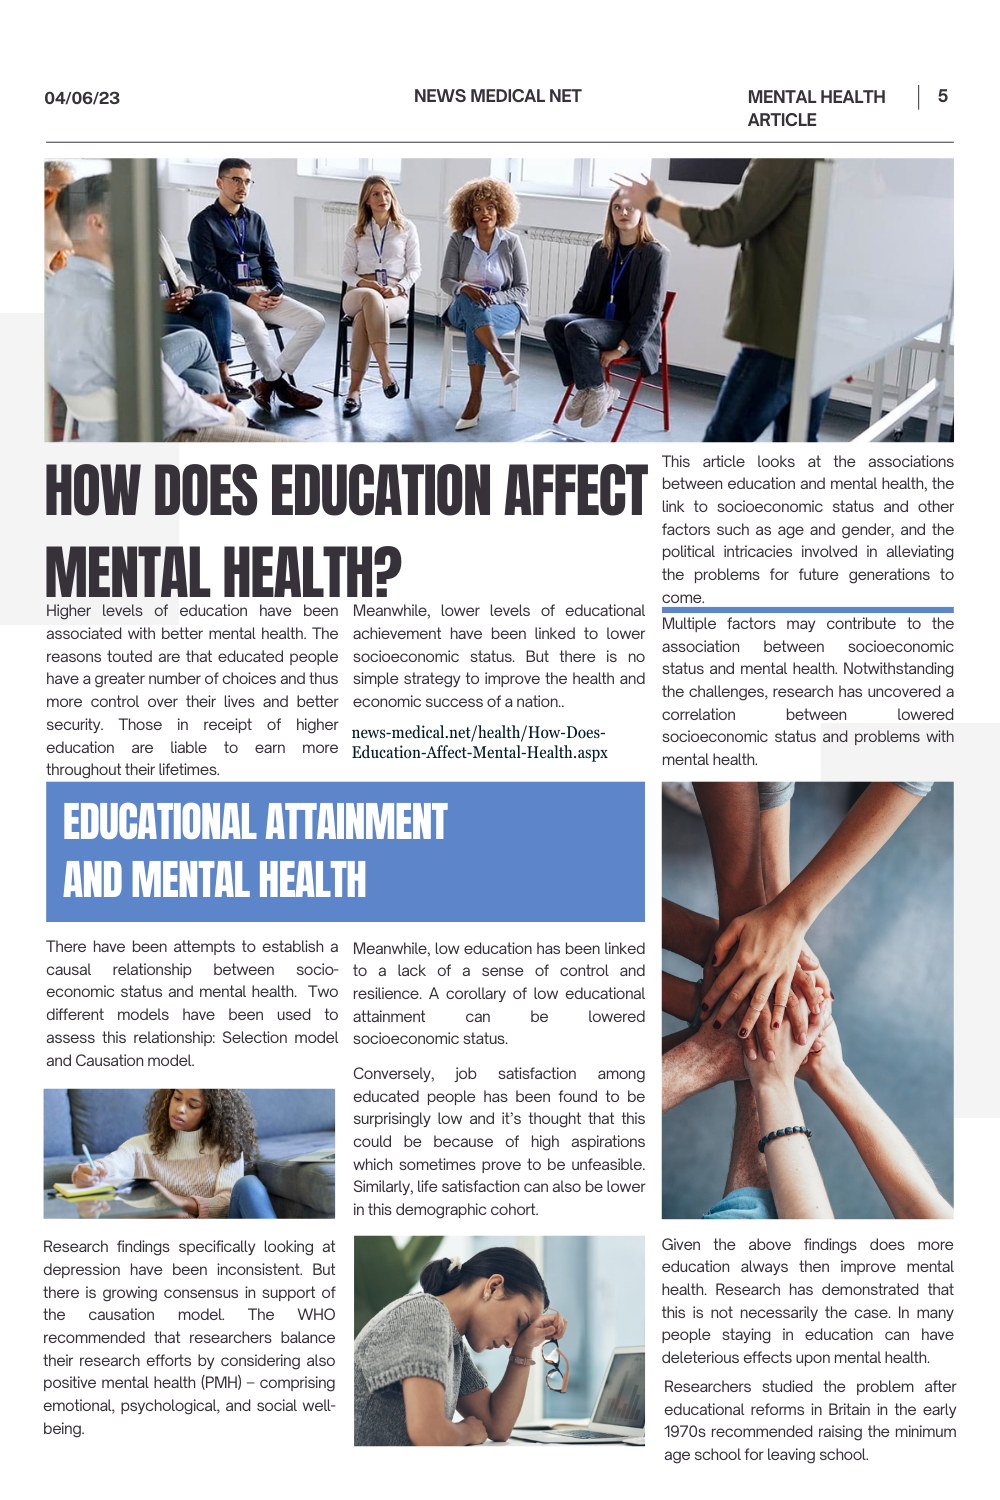 04/06/23
NEWS MEDICAL NET
MENTAL HEALTH
ARTICLE
5
HOW DOES EDUCATION AFFECT
MENTAL HEALTH?
Higher levels of education have been
associated with better mental health. The
reasons touted are that educated people
have a greater number of choices and thus
more control over their lives and better
security. Those in receipt of higher
education are liable to earn more
throughout their lifetimes.
Meanwhile, lower levels of educational
achievement have been linked to lower
socioeconomic status. But there is no
simple strategy to improve the health and
economic success of a nation..
news-medical.net/health/How-Does-
Education-Affect-Mental-Health.aspx
This article looks at the associations
between education and mental health, the
link to socioeconomic status and other
factors such as age and gender, and the
political intricacies involved in alleviating
the problems for future generations to
come.
Multiple factors may contribute to the
association between socioeconomic
status and mental health. Notwithstanding
the challenges, research has uncovered a
correlation between lowered
socioeconomic status and problems with
mental health.
EDUCATIONAL ATTAINMENT
AND MENTAL HEALTH
There have been attempts to establish a
causal relationship between socio-
economic status and mental health. Two
different models have been used to
assess this relationship: Selection model
and Causation model.
Research findings specifically looking at
depression have been inconsistent. But
there is growing consensus in support of
the causation model. The WHO
recommended that researchers balance
their research efforts by considering also
positive mental health (PMH) – comprising
emotional, psychological, and social well-
being.
Meanwhile, low education has been linked
to a lack of a sense of control and
resilience. A corollary of low educational
attainment can be lowered
socioeconomic status.
Conversely, job satisfaction among
educated people has been found to be
surprisingly low and it's thought that this
could be because of high aspirations
which sometimes prove to be unfeasible.
Similarly, life satisfaction can also be lower
in this demographic cohort.
Given the above findings does more
education always then improve mental
health. Research has demonstrated that
this is not necessarily the case. In many
people staying in education can have
deleterious effects upon mental health.
Researchers studied the problem after
educational reforms in Britain in the early
1970s recommended raising the minimum
age school for leaving school.